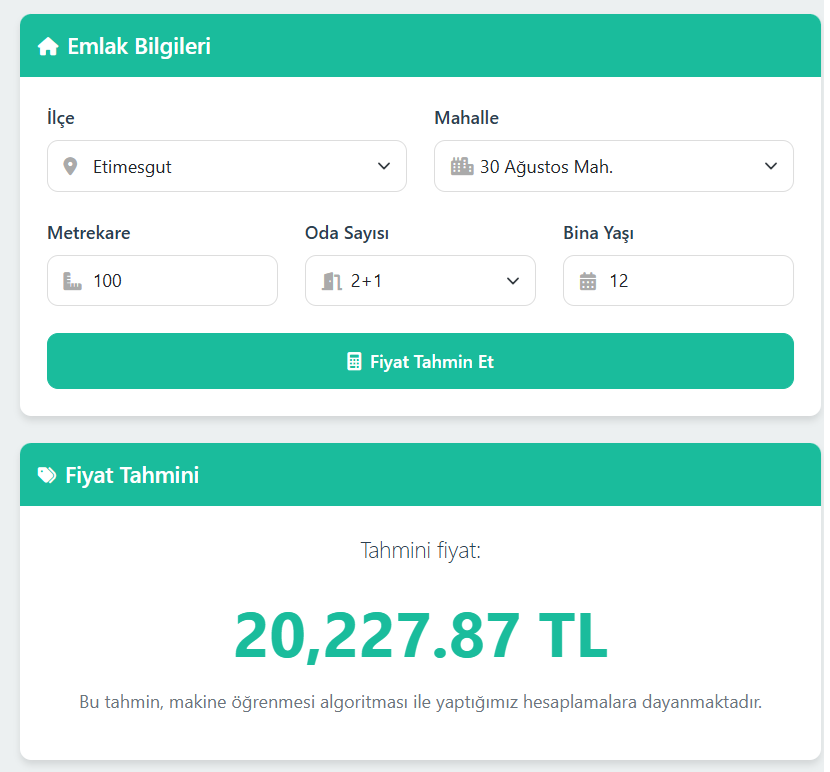 Emlak Bilgileri
İlçe
Mahalle
Etimesgut
30 Ağustos Mah.
Metrekare
Oda Sayısı
Bina Yaşı
100
2+1
12
Fiyat Tahmin Et
Fiyat Tahmini
Tahmini fiyat:
20,227.87 TL
Bu tahmin, makine öğrenmesi algoritması ile yaptığımız hesaplamalara dayanmaktadır.